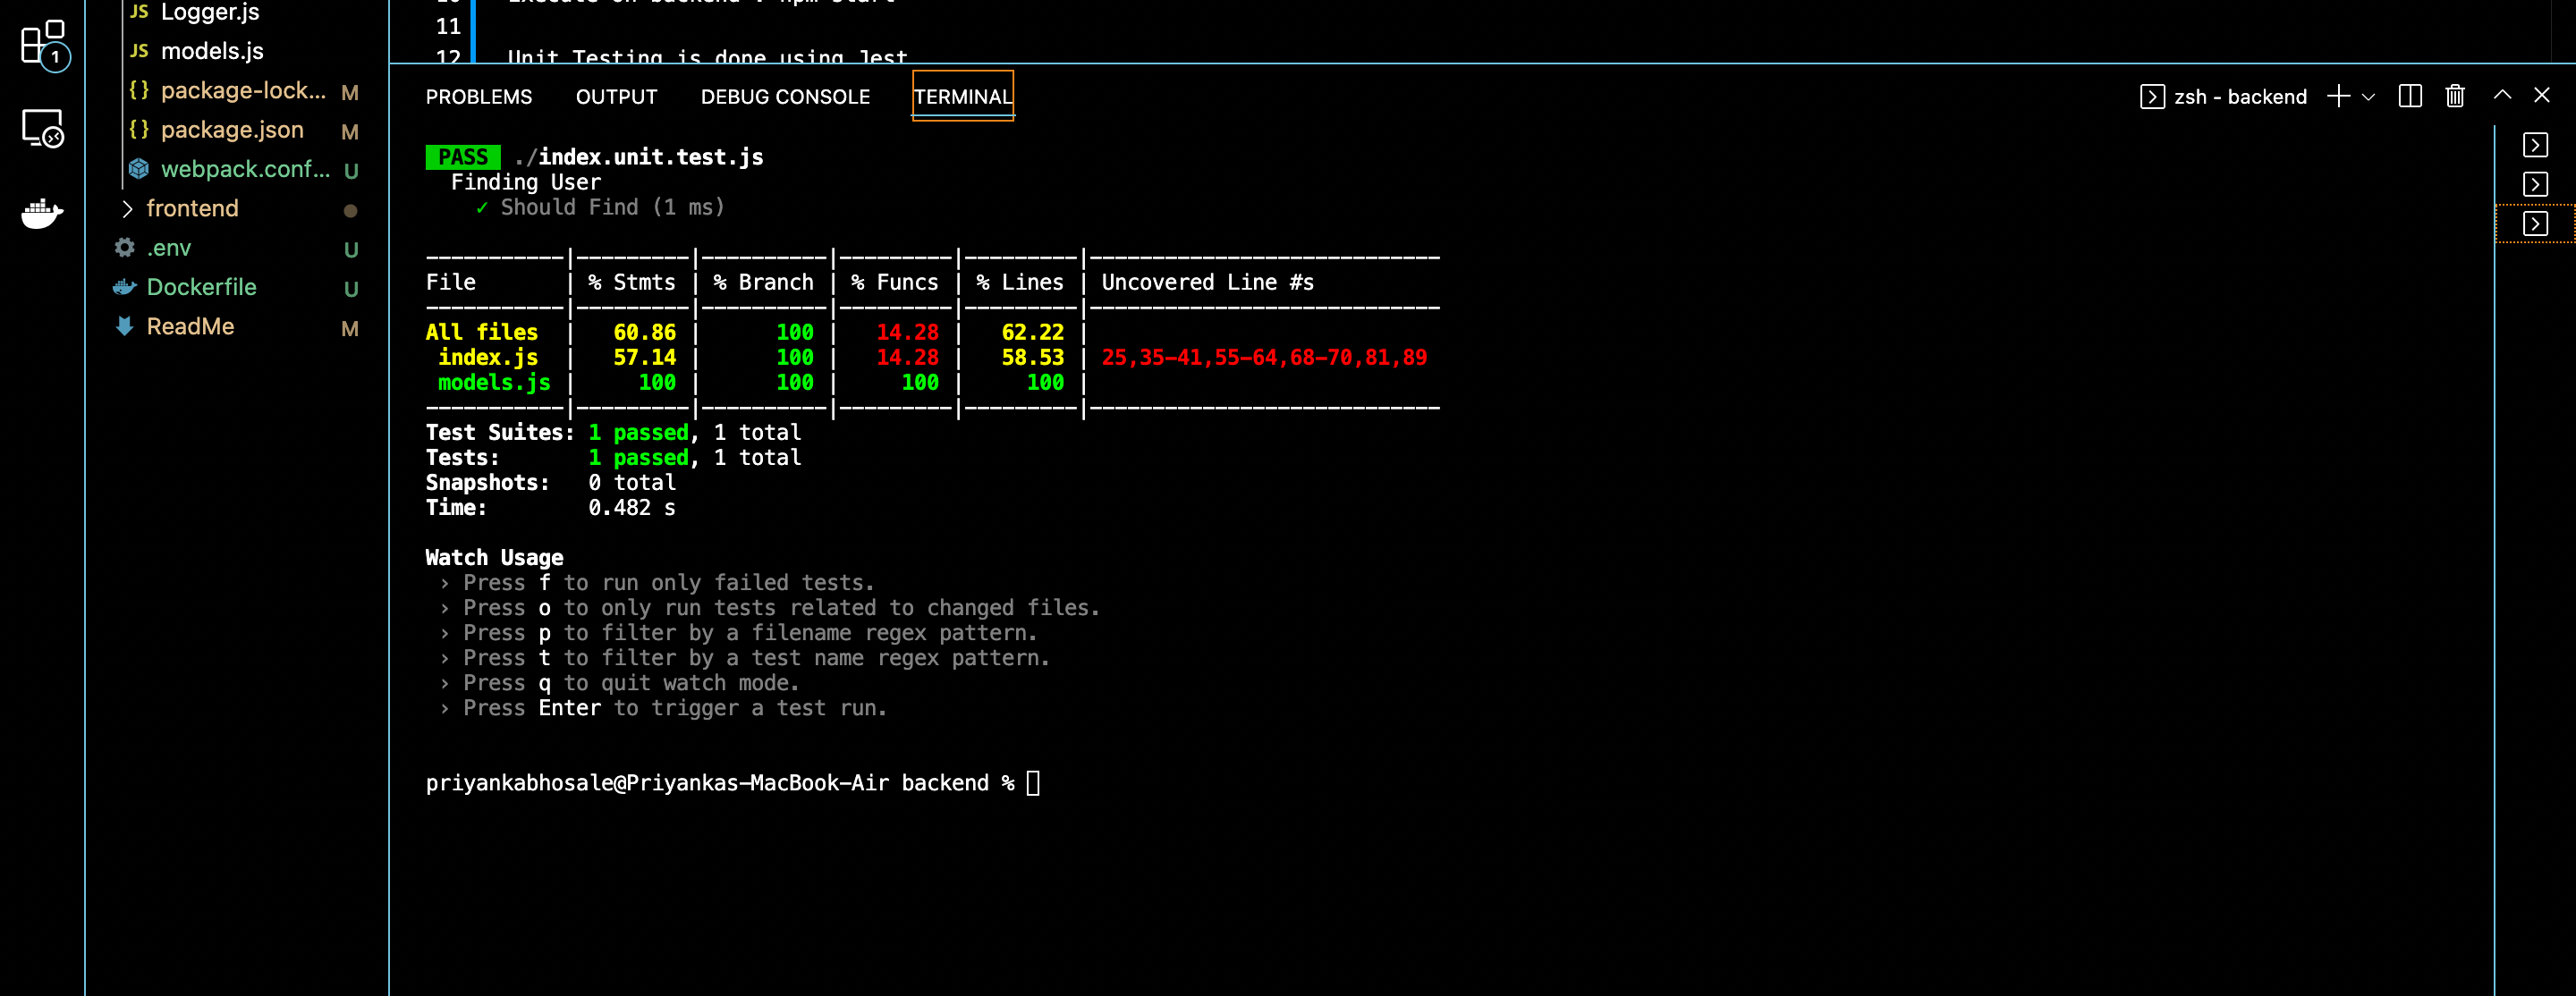 1
JS Logger.js
JS models.js
{} package-lock... M
{} package.json M
webpack.conf... U
frontend
.env U
Dockerfile U
ReadMe M
10 Execute on backend : npm start
11
12 Unit Testing is done using Jest
PROBLEMS OUTPUT DEBUG CONSOLE TERMINAL
zsh - backend
PASS ./index.unit.test.js
Finding User
✓ Should Find (1 ms)
-----------|---------|----------|---------|---------|----------------------------
File | % Stmts | % Branch | % Funcs | % Lines | Uncovered Line #s
-----------|---------|----------|---------|---------|----------------------------
All files | 60.86 | 100 | 14.28 | 62.22 |
index.js | 57.14 | 100 | 14.28 | 58.53 | 25,35-41,55-64,68-70,81,89
models.js | 100 | 100 | 100 | 100 |
-----------|---------|----------|---------|---------|----------------------------
Test Suites: 1 passed, 1 total
Tests: 1 passed, 1 total
Snapshots: 0 total
Time: 0.482 s
Watch Usage
› Press f to run only failed tests.
› Press o to only run tests related to changed files.
› Press p to filter by a filename regex pattern.
› Press t to filter by a test name regex pattern.
› Press q to quit watch mode.
› Press Enter to trigger a test run.
priyankabhosale@Priyankas-MacBook-Air backend %